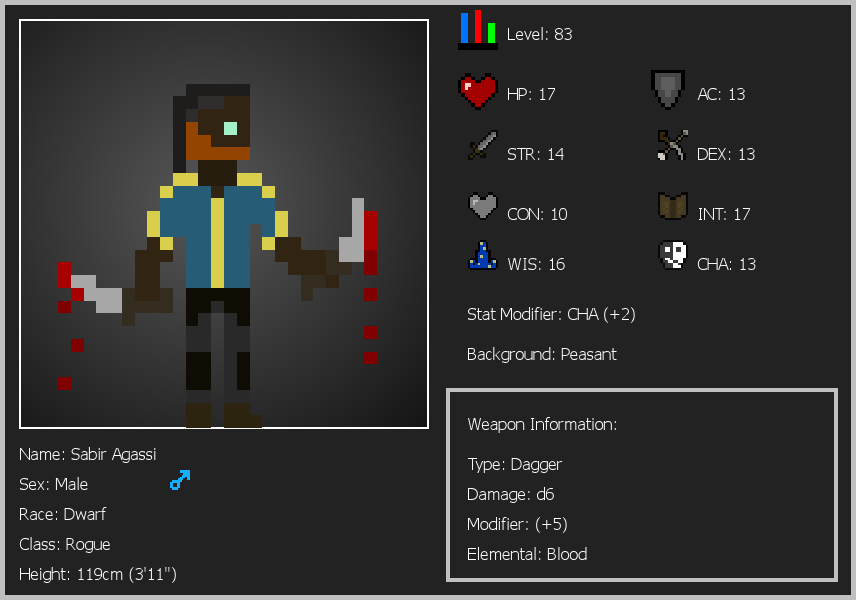 Level: 83
HP: 17
AC: 13
STR: 14
DEX: 13
CON: 10
INT: 17
WIS: 16
CHA: 13
Stat Modifier: CHA (+2)
Background: Peasant
Weapon Information:
Type: Dagger
Damage: d6
Modifier: (+5)
Elemental: Blood
Name: Sabir Agassi
Sex: Male
Race: Dwarf
Class: Rogue
Height: 119cm (3'11")